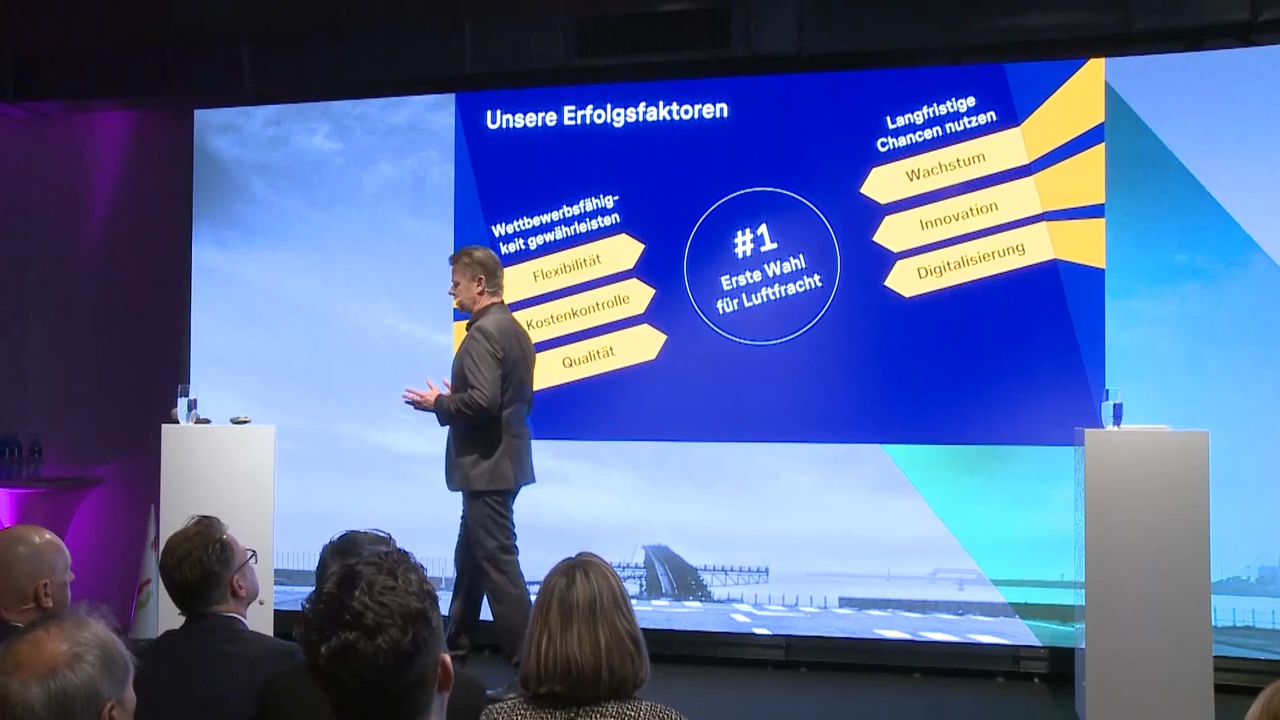 Unsere Erfolgsfaktoren
Wettbewerbsfähig-
keit gewährleisten
Flexibilität
Kostenkontrolle
Qualität
#1
Erste Wahl
für Luftfracht
Langfristige
Chancen nutzen
Wachstum
Innovation
Digitalisierung